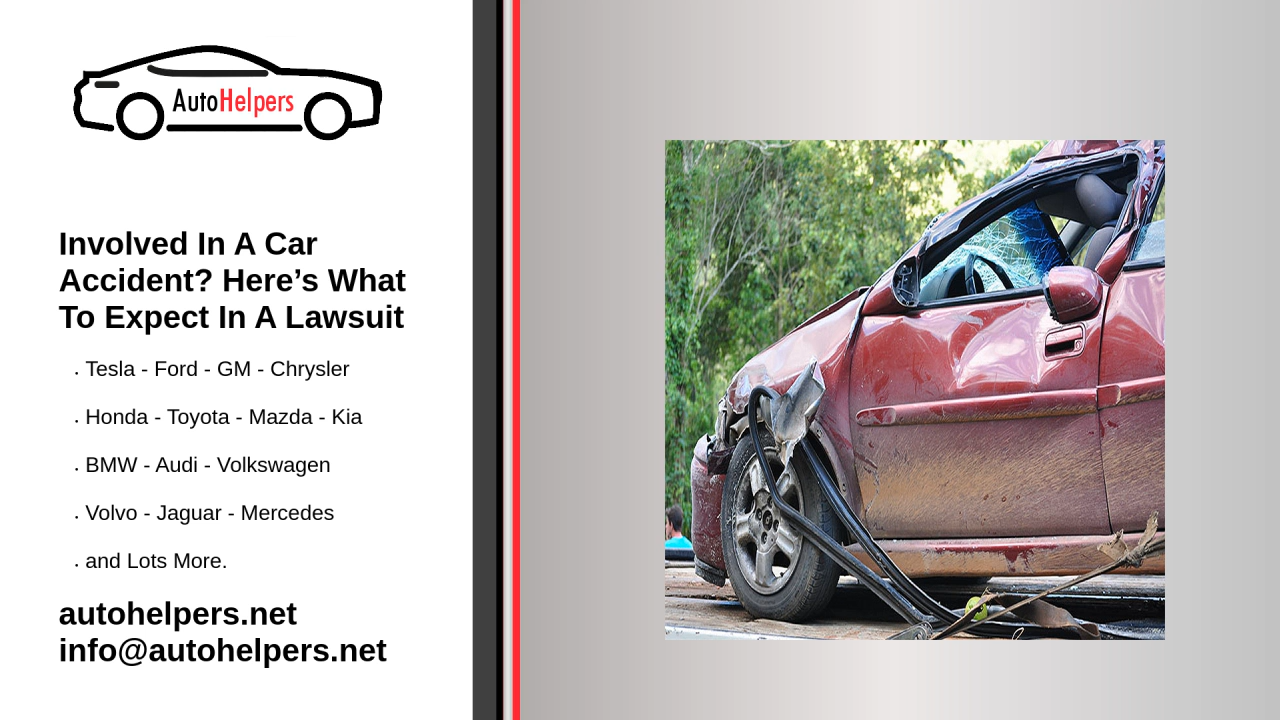 AutoHelpers
Involved In A Car
Accident? Here’s What
To Expect In A Lawsuit
· Tesla - Ford - GM - Chrysler
· Honda - Toyota - Mazda - Kia
· BMW - Audi - Volkswagen
· Volvo - Jaguar - Mercedes
· and Lots More.
autohelpers.net
info@autohelpers.net